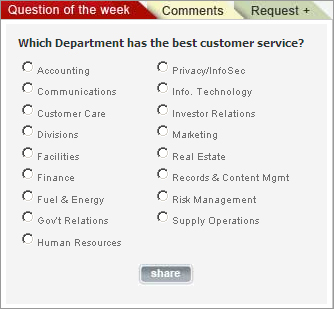 Question of the week
Comments
Request +
Which Department has the best customer service?
Accounting
Communications
Customer Care
Divisions
Facilities
Finance
Fuel & Energy
Gov't Relations
Human Resources
Privacy/InfoSec
Info. Technology
Investor Relations
Marketing
Real Estate
Records & Content Mgmt
Risk Management
Supply Operations
share